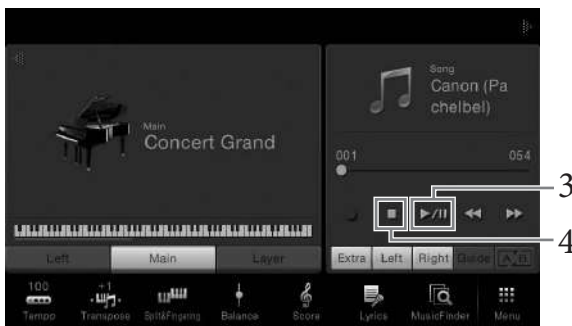 Song
Canon (Pa
chelbel)
Main
Concert Grand
001
054
3
4
Left
Main
Layer
Extra
Left
Right
Guide
A B
100
+1
Tempo
Transpose
Split&Fingering
Balance
Score
Lyrics
MusicFinder
Menu